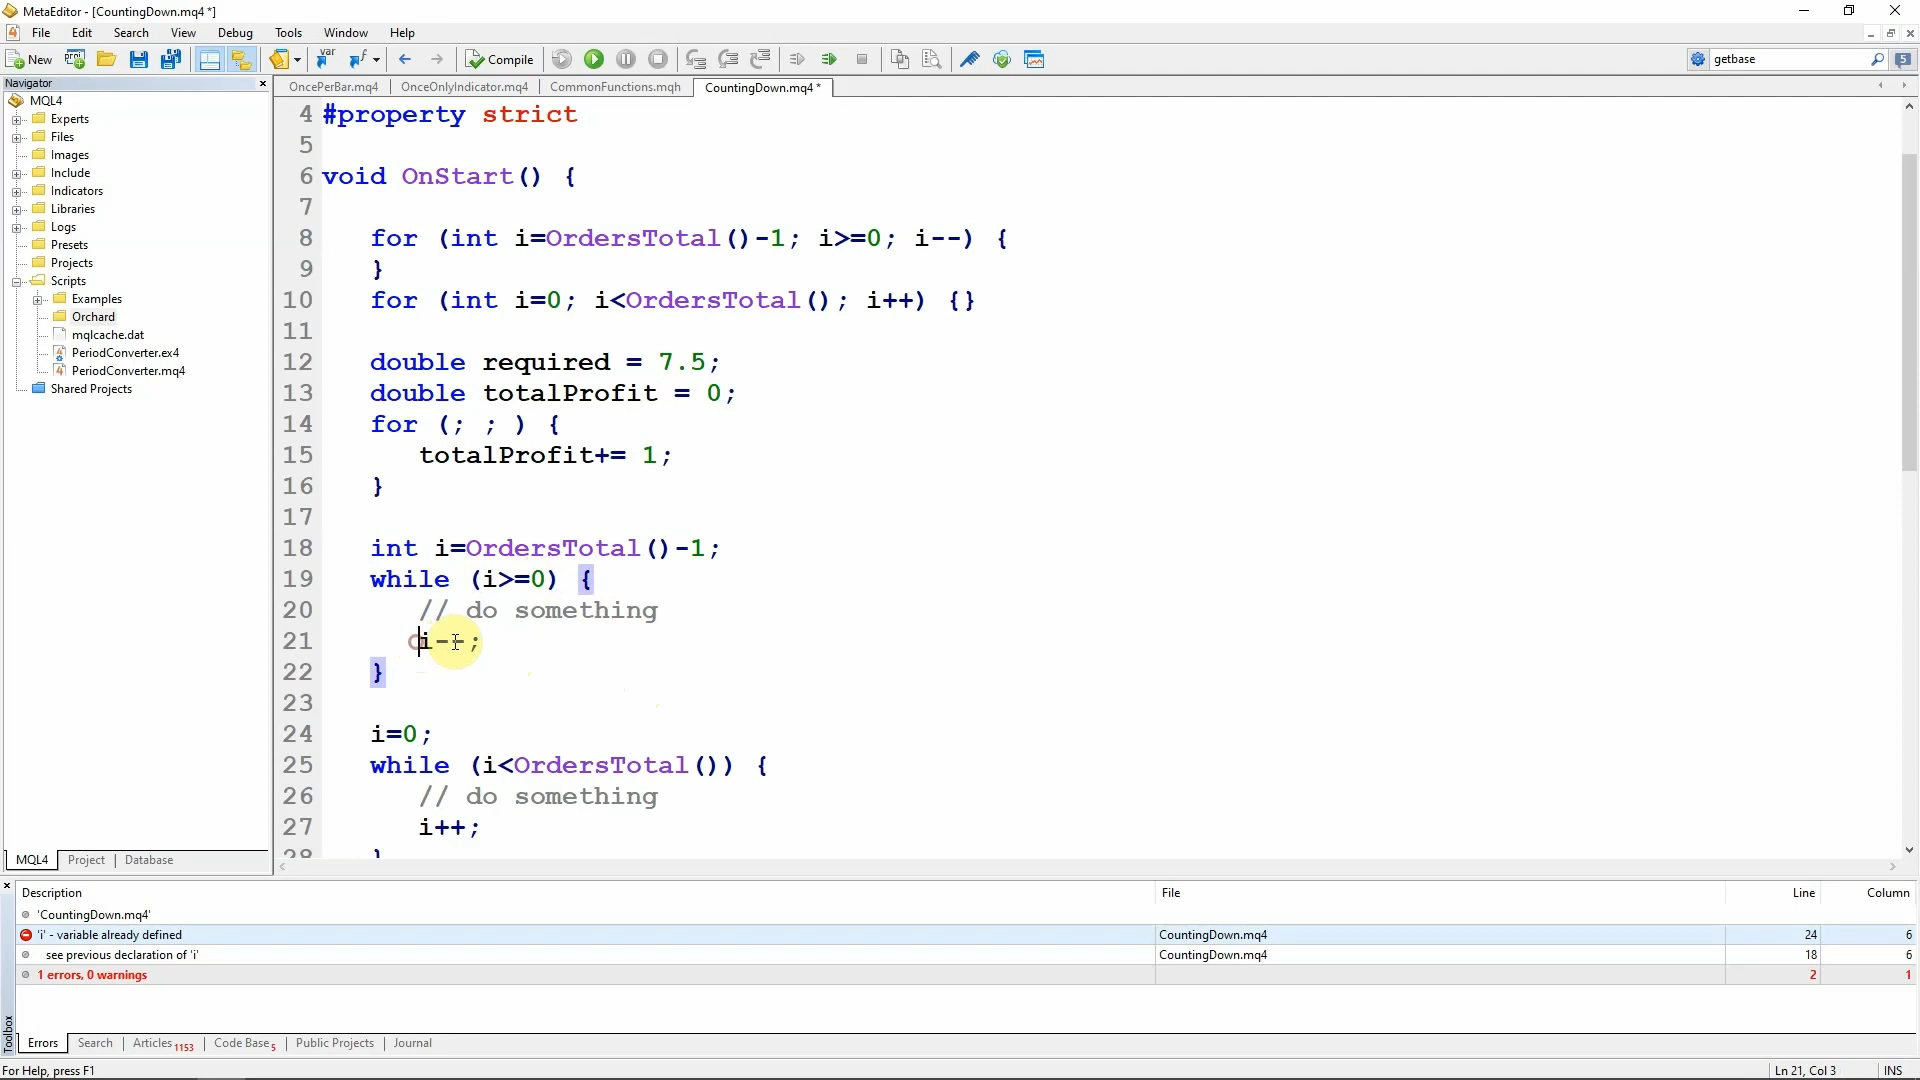 MetaEditor - [CountingDown.mq4 *]
File Edit Search View Debug Tools Window Help
New Compile getbase 5
Navigator
OncePerBar.mq4 OnceOnlyIndicator.mq4 CommonFunctions.mqh CountingDown.mq4 *
MQL4
Experts
Files
Images
Include
Indicators
Libraries
Logs
Presets
Projects
Scripts
Examples
Orchard
mqlcache.dat
PeriodConverter.ex4
PeriodConverter.mq4
Shared Projects
MQL4 Project Database
4 #property strict
5
6 void OnStart() {
7
8 for (int i=OrdersTotal()-1; i>=0; i--) {
9 }
10 for (int i=0; i<OrdersTotal(); i++) {}
11
12 double required = 7.5;
13 double totalProfit = 0;
14 for (; ; ) {
15 totalProfit+= 1;
16 }
17
18 int i=OrdersTotal()-1;
19 while (i>=0) {
20 // do something
21 i--;
22 }
23
24 i=0;
25 while (i<OrdersTotal()) {
26 // do something
27 i++;
28 }
Description File Line Column
'CountingDown.mq4'
'i' - variable already defined CountingDown.mq4 24 6
see previous declaration of 'i' CountingDown.mq4 18 6
1 errors, 0 warnings 2 1
Toolbox
Errors Search Articles 1153 Code Base 5 Public Projects Journal
For Help, press F1 Ln 21, Col 3 INS